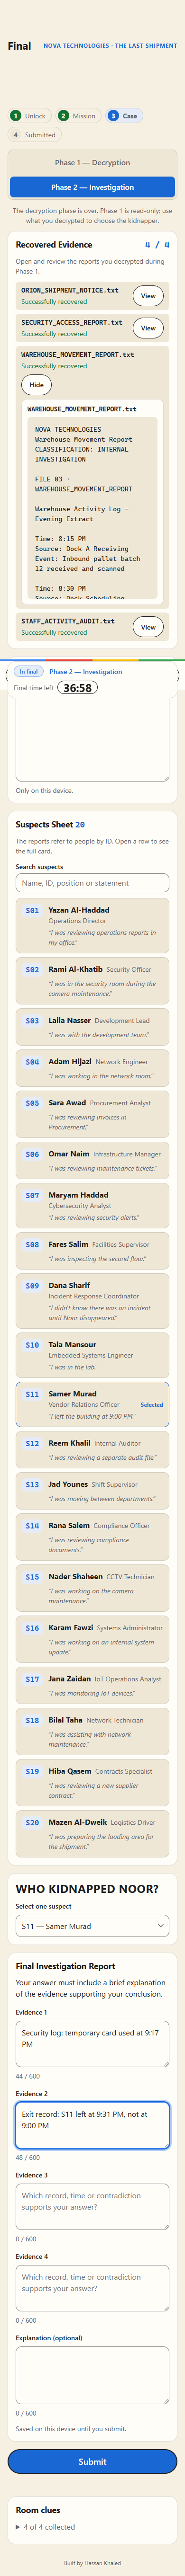 Final
NOVA TECHNOLOGIES · THE LAST SHIPMENT
1 Unlock
2 Mission
3 Case
4 Submitted
Phase 1 — Decryption
Phase 2 — Investigation
The decryption phase is over. Phase 1 is read-only: use
what you decrypted to choose the kidnapper.
Recovered Evidence
4 / 4
Open and review the reports you decrypted during
Phase 1.
ORION_SHIPMENT_NOTICE.txt
Successfully recovered
View
SECURITY_ACCESS_REPORT.txt
Successfully recovered
View
WAREHOUSE_MOVEMENT_REPORT.txt
Successfully recovered
Hide
WAREHOUSE_MOVEMENT_REPORT.txt
NOVA TECHNOLOGIES
Warehouse Movement Report
CLASSIFICATION: INTERNAL
INVESTIGATION
FILE 03 ·
WAREHOUSE_MOVEMENT_REPORT
Warehouse Activity Log —
Evening Extract
Time: 8:15 PM
Source: Dock A Receiving
Event: Inbound pallet batch
12 received and scanned
Time: 8:30 PM
Source: Dock Scheduling
STAFF_ACTIVITY_AUDIT.txt
Successfully recovered
View
In final
Phase 2 — Investigation
Final time left 36:58
Only on this device.
Suspects Sheet 20
The reports refer to people by ID. Open a row to see
the full card.
Search suspects
Name, ID, position or statement
S01 Yazan Al-Haddad
Operations Director
"I was reviewing operations reports in
my office."
S02 Rami Al-Khatib Security Officer
"I was in the security room during the
camera maintenance."
S03 Laila Nasser Development Lead
"I was with the development team."
S04 Adam Hijazi Network Engineer
"I was working in the network room."
S05 Sara Awad Procurement Analyst
"I was reviewing invoices in
Procurement."
S06 Omar Naim Infrastructure Manager
"I was reviewing maintenance tickets."
S07 Maryam Haddad
Cybersecurity Analyst
"I was reviewing security alerts."
S08 Fares Salim Facilities Supervisor
"I was inspecting the second floor."
S09 Dana Sharif
Incident Response Coordinator
"I didn't know there was an incident
until Noor disappeared."
S10 Tala Mansour
Embedded Systems Engineer
"I was in the lab."
S11 Samer Murad
Vendor Relations Officer
Selected
"I left the building at 9:00 PM."
S12 Reem Khalil Internal Auditor
"I was reviewing a separate audit file."
S13 Jad Younes Shift Supervisor
"I was moving between departments."
S14 Rana Salem Compliance Officer
"I was reviewing compliance
documents."
S15 Nader Shaheen CCTV Technician
"I was working on the camera
maintenance."
S16 Karam Fawzi Systems Administrator
"I was working on an internal system
update."
S17 Jana Zaidan IoT Operations Analyst
"I was monitoring IoT devices."
S18 Bilal Taha Network Technician
"I was assisting with network
maintenance."
S19 Hiba Qasem Contracts Specialist
"I was reviewing a new supplier
contract."
S20 Mazen Al-Dweik Logistics Driver
"I was preparing the loading area for
the shipment."
WHO KIDNAPPED NOOR?
Select one suspect
S11 — Samer Murad
Final Investigation Report
Your answer must include a brief explanation
of the evidence supporting your conclusion.
Evidence 1
Security log: temporary card used at 9:17
PM
44 / 600
Evidence 2
Exit record: S11 left at 9:31 PM, not at
9:00 PM
48 / 600
Evidence 3
Which record, time or contradiction
supports your answer?
0 / 600
Evidence 4
Which record, time or contradiction
supports your answer?
0 / 600
Explanation (optional)
0 / 600
Saved on this device until you submit.
Submit
Room clues
4 of 4 collected
Built by Hassan Khaled